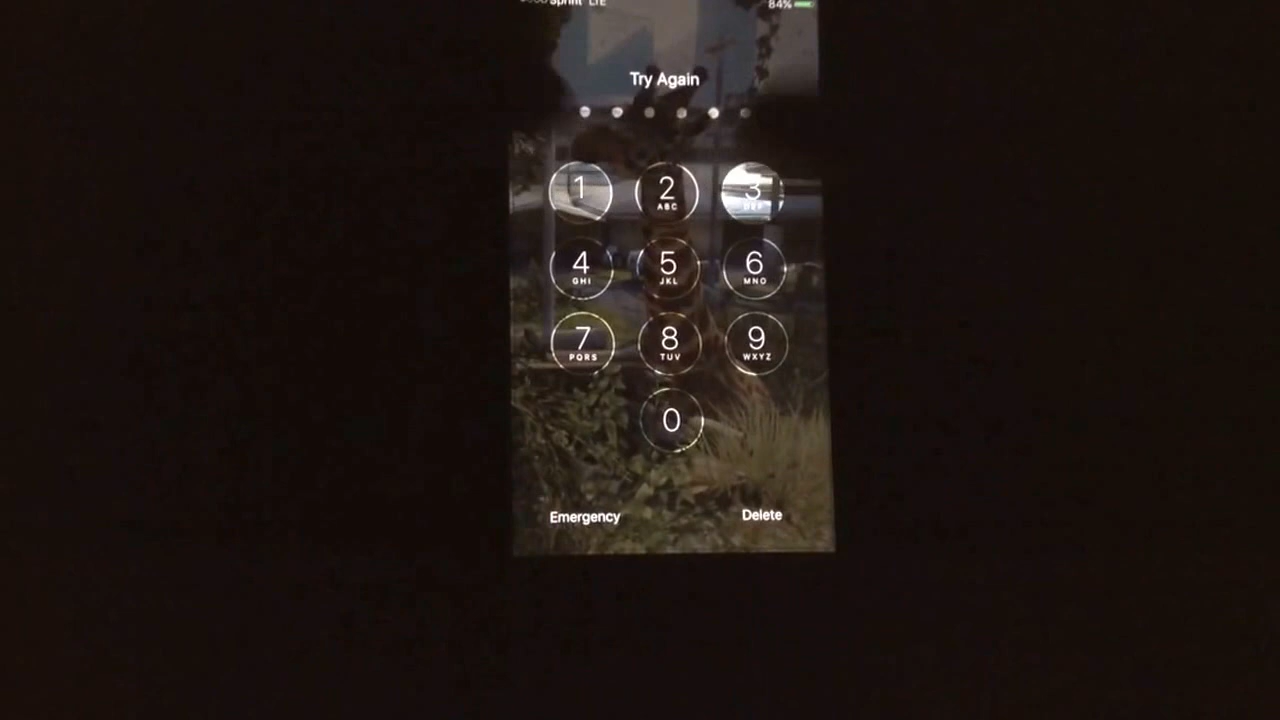 Sprint LTE 84%
Try Again
1 2 3
ABC DEF
4 5 6
GHI JKL MNO
7 8 9
PQRS TUV WXYZ
0
Emergency Delete